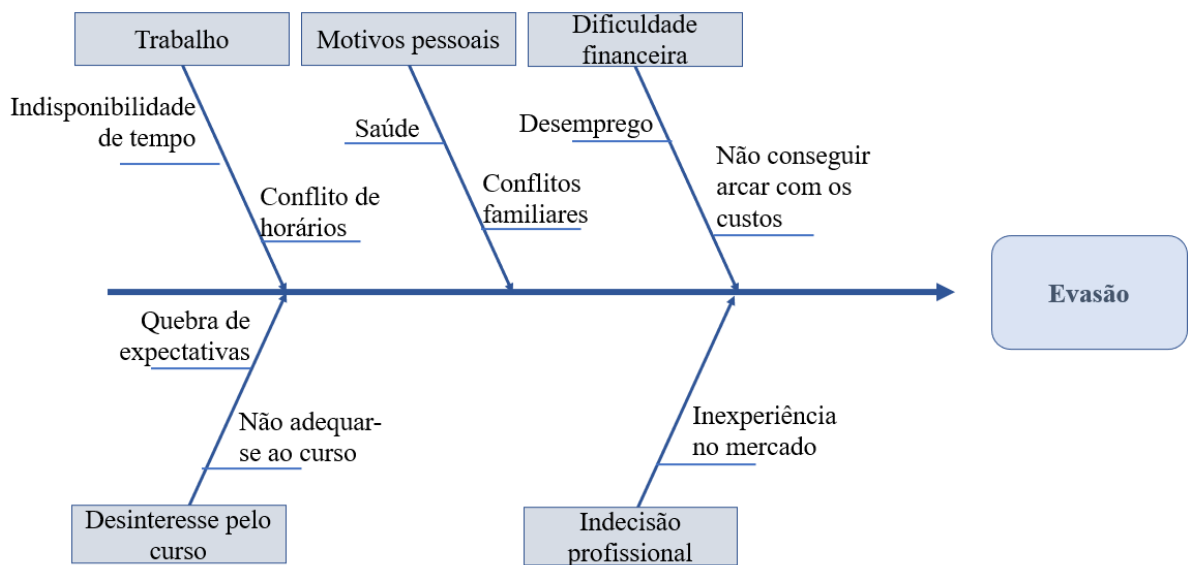 Trabalho
Motivos pessoais
Dificuldade
financeira
Indisponibilidade
de tempo
Conflito de
horários
Saúde
Conflitos
familiares
Desemprego
Não conseguir
arcar com os
custos
Evasão
Quebra de
expectativas
Não adequar-
se ao curso
Inexperiência
no mercado
Desinteresse pelo
curso
Indecisão
profissional